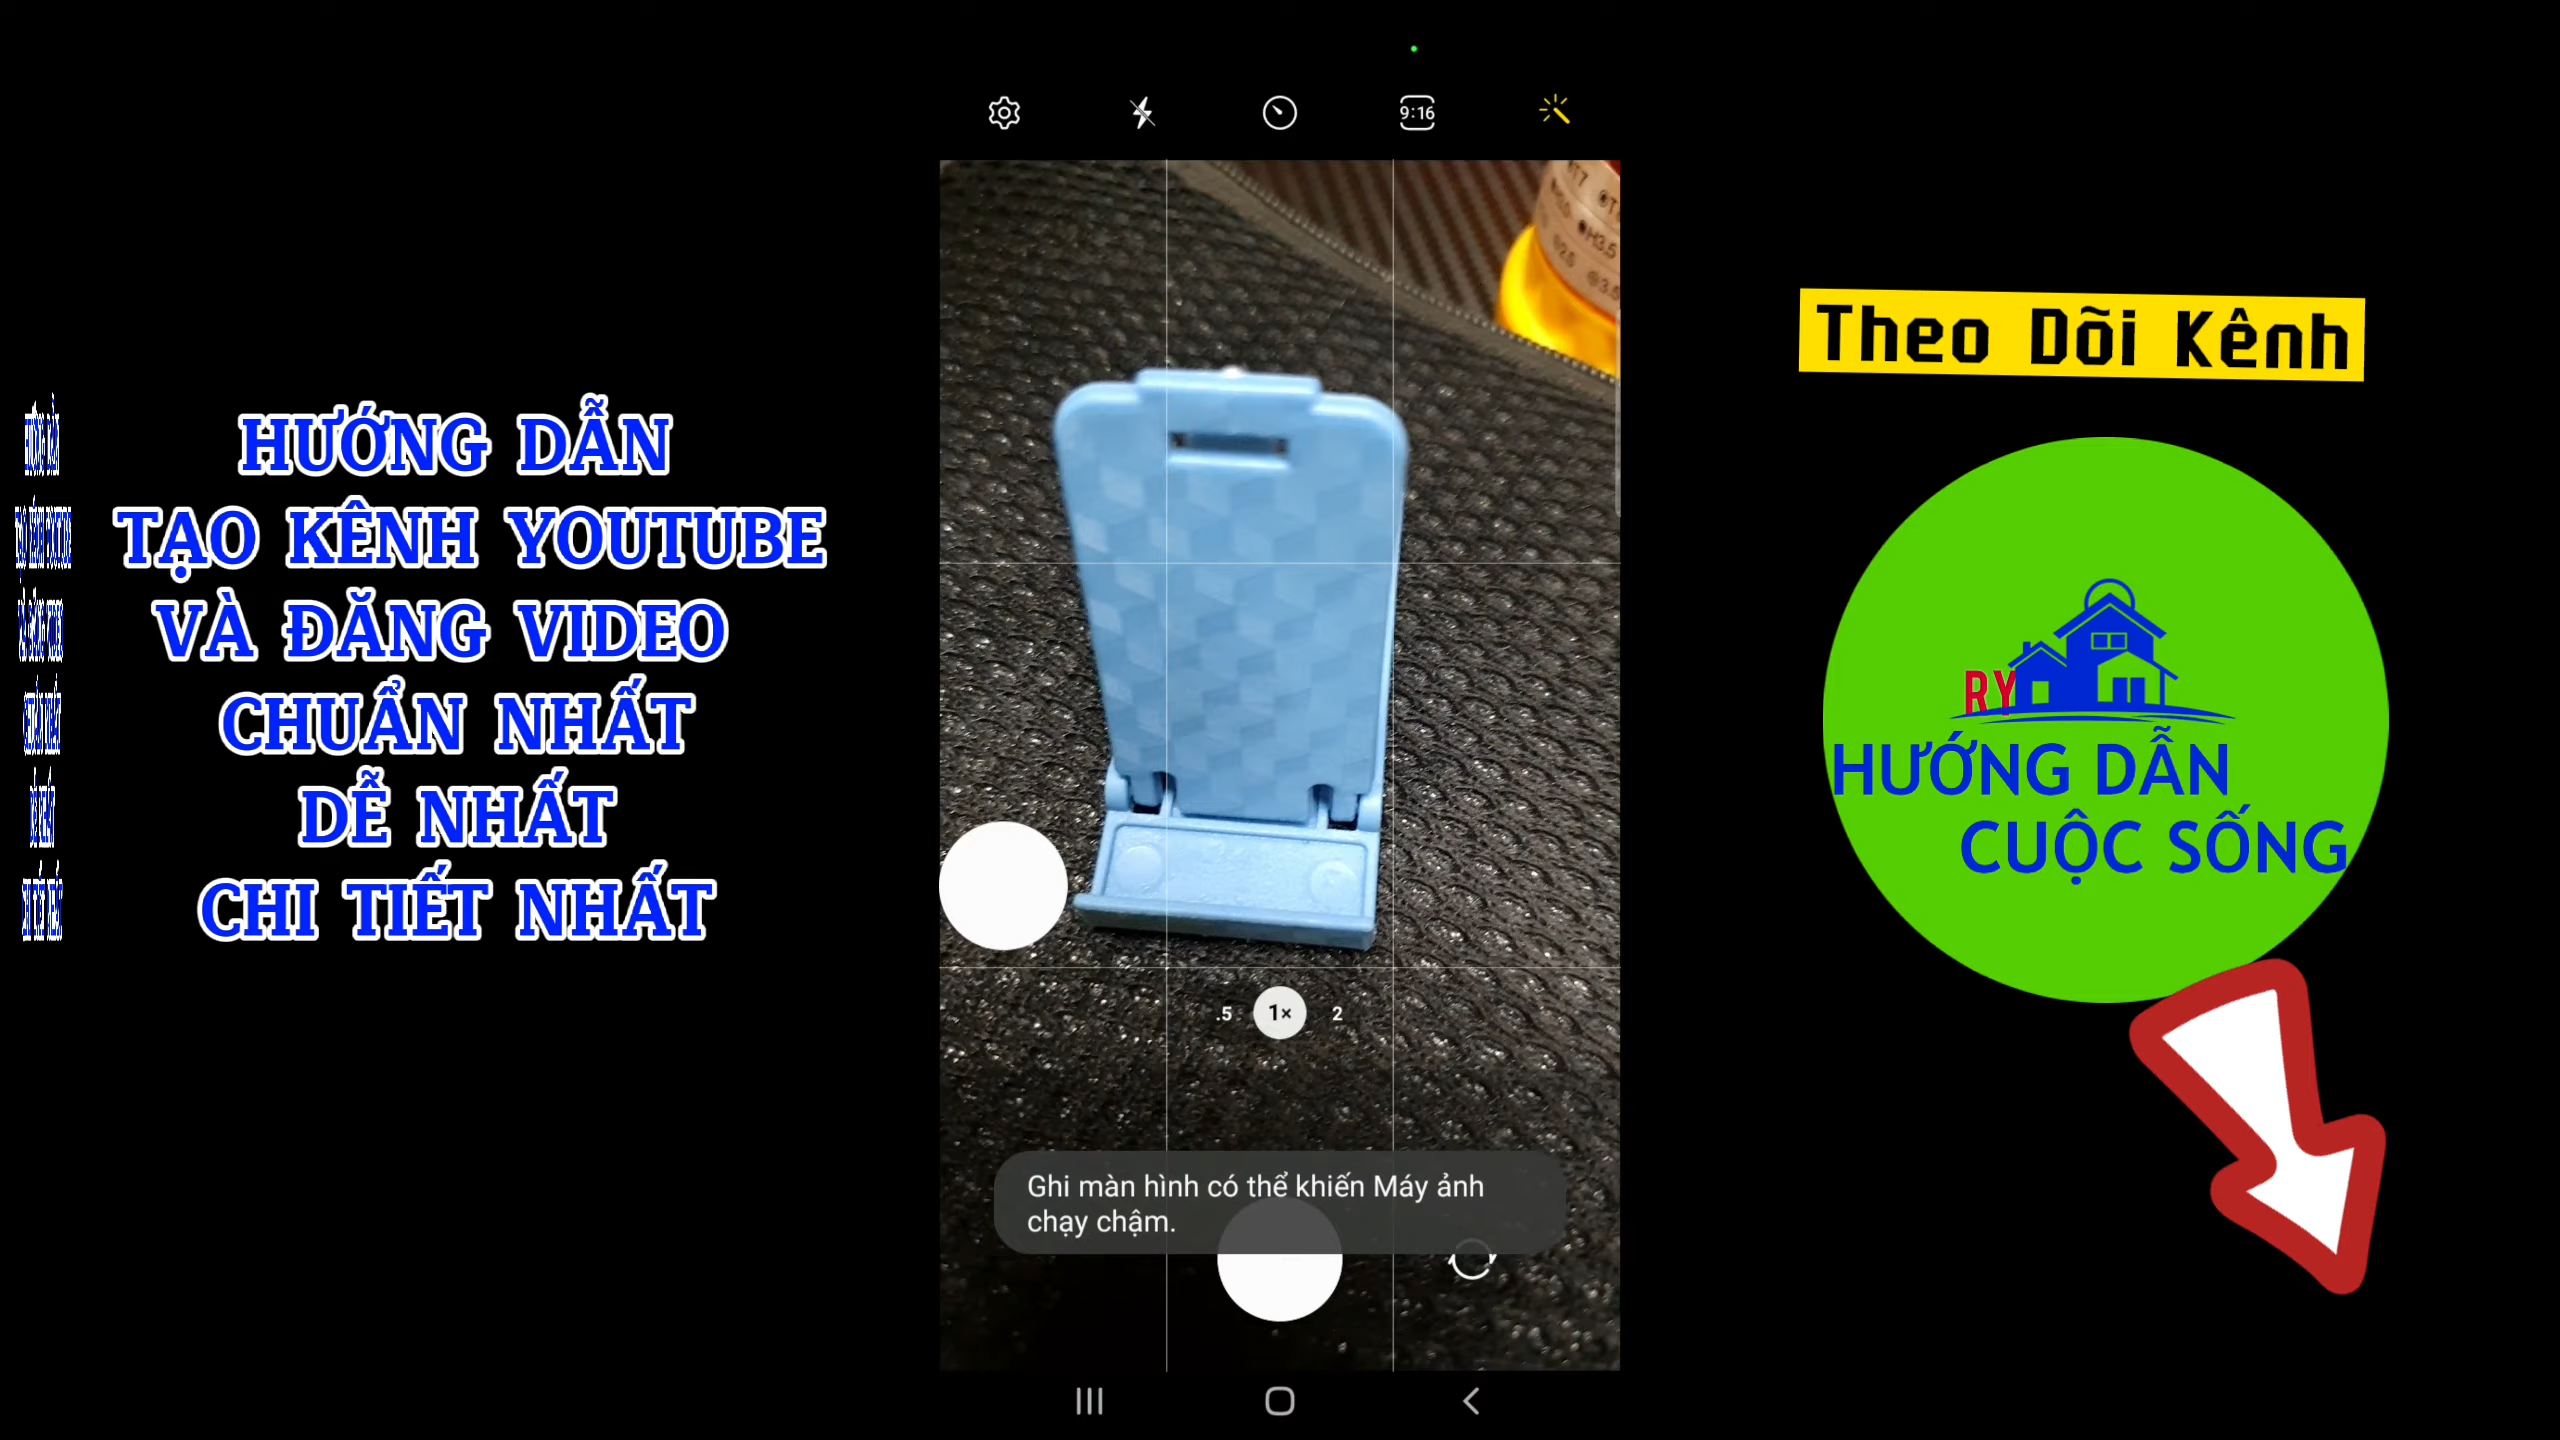 HƯỚNG DẪN
TẠO KÊNH YOUTUBE
VÀ ĐĂNG VIDEO
CHUẨN NHẤT
DỄ NHẤT
CHI TIẾT NHẤT
9:16
H3.5
.5 1× 2
Ghi màn hình có thể khiến Máy ảnh
chạy chậm.
Theo Dõi Kênh
RY
HƯỚNG DẪN
CUỘC SỐNG